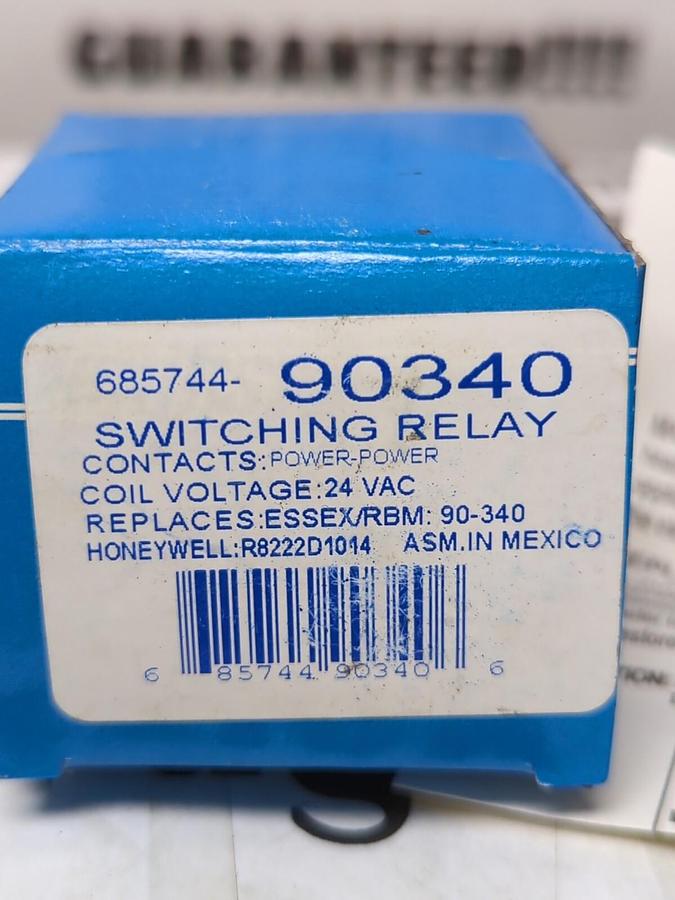 GUARANTEED!!!!
685744- 90340
SWITCHING RELAY
CONTACTS: POWER-POWER
COIL VOLTAGE:24 VAC
REPLACES:ESSEX/RBM: 90-340
HONEYWELL:R8222D1014 ASM.IN MEXICO
6 85744 90340 6